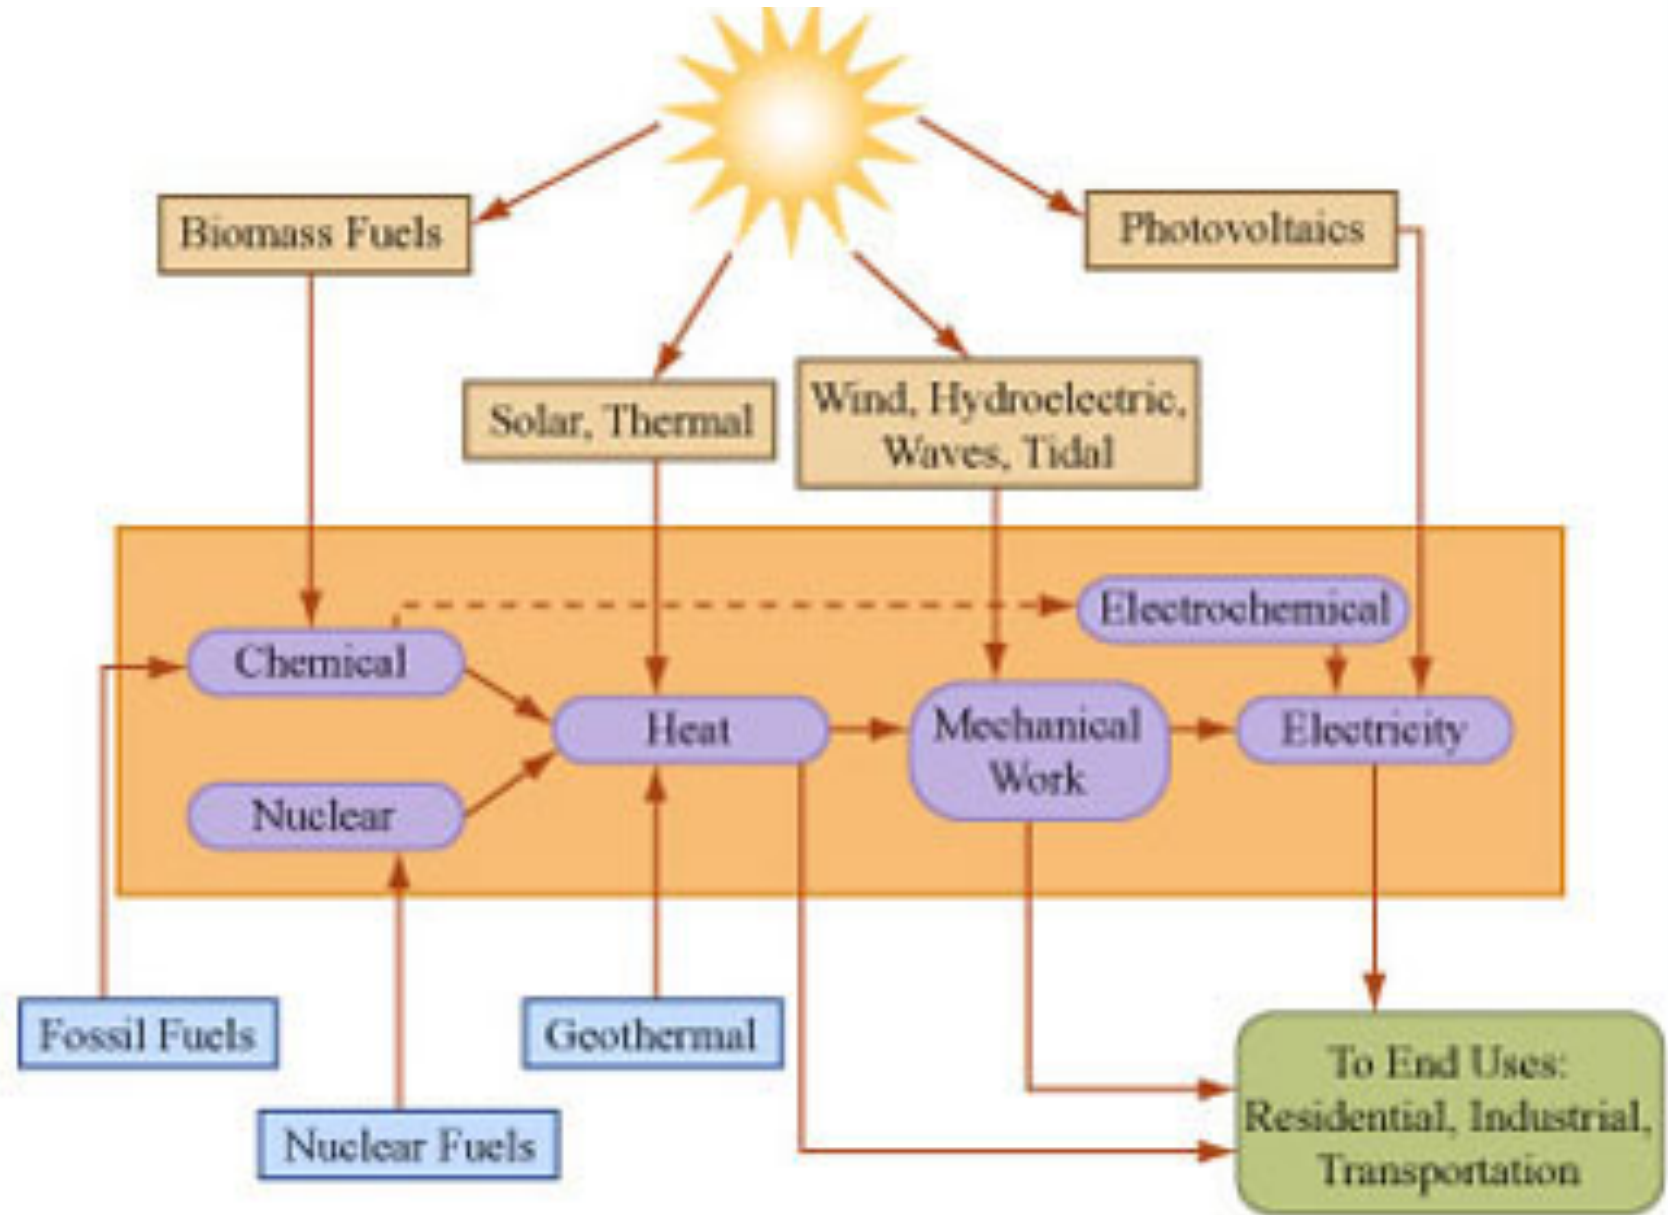 Biomass Fuels
Photovoltaics
Solar, Thermal
Wind, Hydroelectric,
Waves, Tidal
Electrochemical
Chemical
Heat
Mechanical
Work
Electricity
Nuclear
Fossil Fuels
Geothermal
Nuclear Fuels
To End Uses:
Residential, Industrial,
Transportation